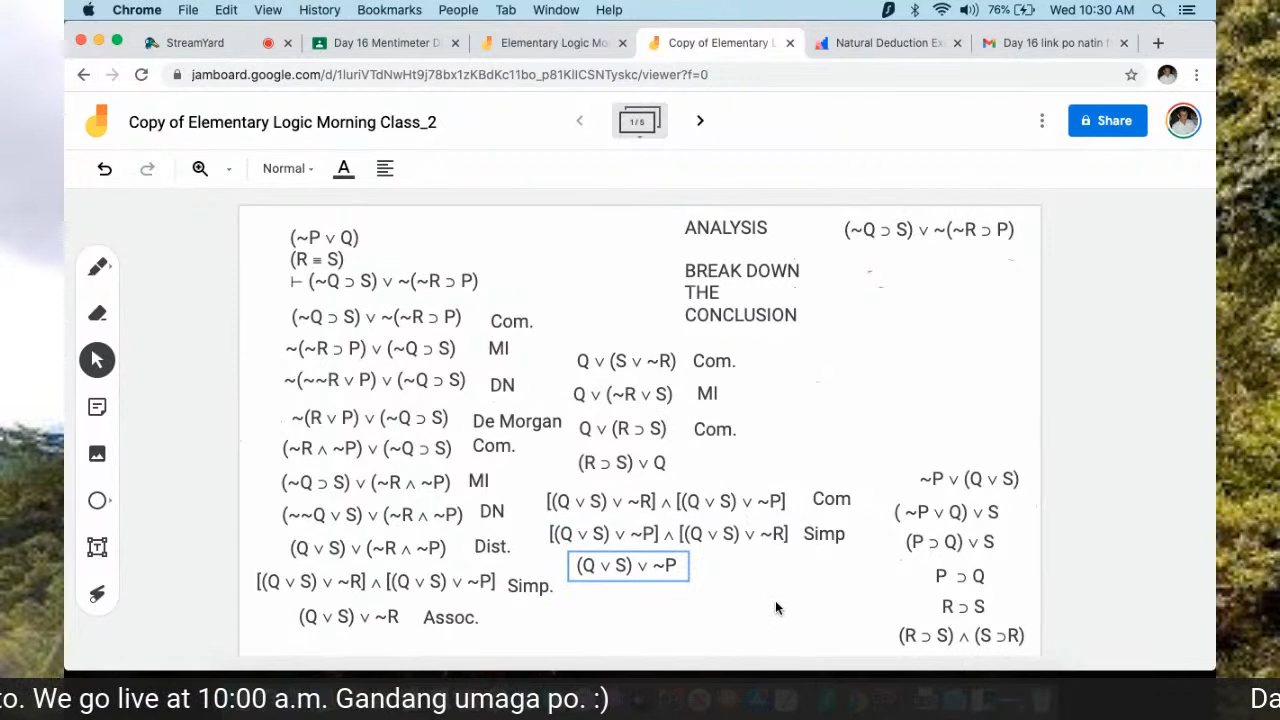 Chrome File Edit View History Bookmarks People Tab Window Help 76% Wed 10:30 AM
StreamYard Day 16 Mentimeter D Elementary Logic Mo Copy of Elementary L Natural Deduction Ex Day 16 link po natin
jamboard.google.com/d/1luriVTdNwHt9j78bx1zKBdKc11bo_p81KIICSNTyskc/viewer?f=0
Copy of Elementary Logic Morning Class_2
1/5
Share
Normal A
(~P ∨ Q)
(R ≡ S)
⊢ (~Q ⊃ S) ∨ ~(~R ⊃ P)
(~Q ⊃ S) ∨ ~(~R ⊃ P) Com.
~(~R ⊃ P) ∨ (~Q ⊃ S) MI
~(~~R ∨ P) ∨ (~Q ⊃ S) DN
~(R ∨ P) ∨ (~Q ⊃ S) De Morgan
(~R ∧ ~P) ∨ (~Q ⊃ S) Com.
(~Q ⊃ S) ∨ (~R ∧ ~P) MI
(~~Q ∨ S) ∨ (~R ∧ ~P) DN
(Q ∨ S) ∨ (~R ∧ ~P) Dist.
[(Q ∨ S) ∨ ~R] ∧ [(Q ∨ S) ∨ ~P] Simp.
(Q ∨ S) ∨ ~R Assoc.
Q ∨ (S ∨ ~R) Com.
Q ∨ (~R ∨ S) MI
Q ∨ (R ⊃ S) Com.
(R ⊃ S) ∨ Q
[(Q ∨ S) ∨ ~R] ∧ [(Q ∨ S) ∨ ~P] Com
[(Q ∨ S) ∨ ~P] ∧ [(Q ∨ S) ∨ ~R] Simp
(Q ∨ S) ∨ ~P
ANALYSIS
BREAK DOWN
THE
CONCLUSION
(~Q ⊃ S) ∨ ~(~R ⊃ P)
~P ∨ (Q ∨ S)
( ~P ∨ Q) ∨ S
(P ⊃ Q) ∨ S
P ⊃ Q
R ⊃ S
(R ⊃ S) ∧ (S ⊃R)
to. We go live at 10:00 a.m. Gandang umaga po. :) Da